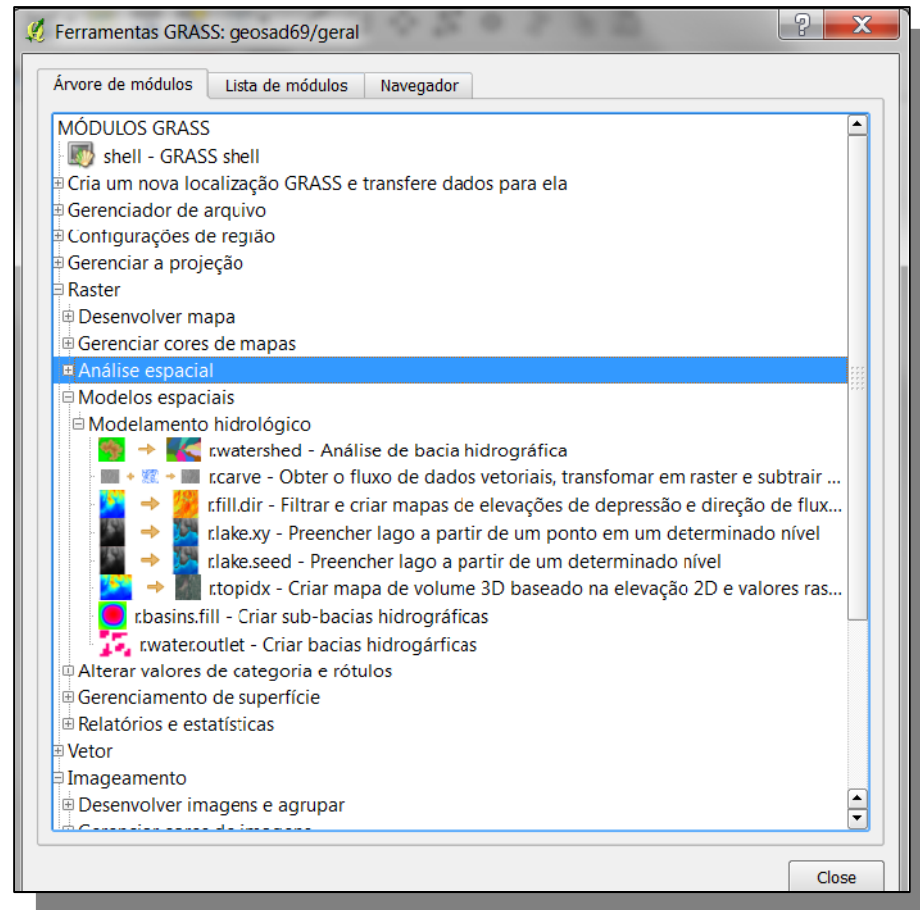 Ferramentas GRASS: geosad69/geral
Árvore de módulos
Lista de módulos
Navegador
MÓDULOS GRASS
shell - GRASS shell
Cria um nova localização GRASS e transfere dados para ela
Gerenciador de arquivo
Configurações de região
Gerenciar a projeção
Raster
Desenvolver mapa
Gerenciar cores de mapas
Análise espacial
Modelos espaciais
Modelamento hidrológico
r.watershed - Análise de bacia hidrográfica
r.carve - Obter o fluxo de dados vetoriais, transfomar em raster e subtrair ...
r.fill.dir - Filtrar e criar mapas de elevações de depressão e direção de flux...
r.lake.xy - Preencher lago a partir de um ponto em um determinado nível
r.lake.seed - Preencher lago a partir de um determinado nível
r.topidx - Criar mapa de volume 3D baseado na elevação 2D e valores ras...
r.basins.fill - Criar sub-bacias hidrográficas
r.water.outlet - Criar bacias hidrogárficas
Alterar valores de categoria e rótulos
Gerenciamento de superfície
Relatórios e estatísticas
Vetor
Imageamento
Desenvolver imagens e agrupar
Gerenciar cores de imagens
Close